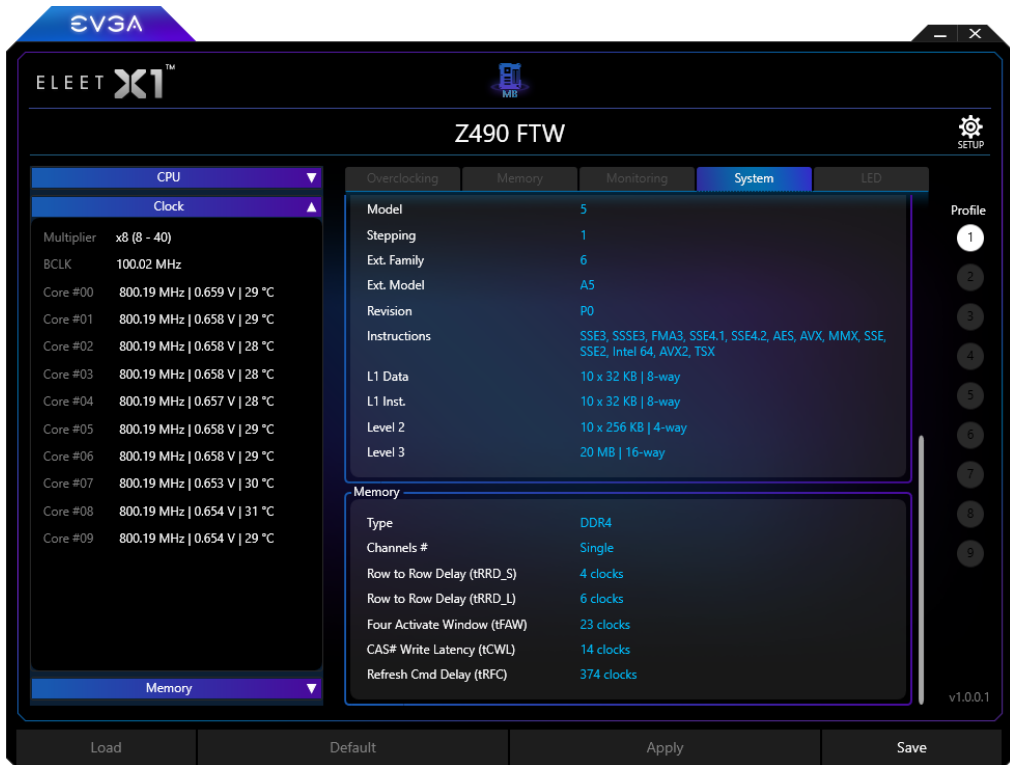 EVGA
ELEET X1™
MB
Z490 FTW
SETUP
CPU
Clock
Multiplier x8 (8 - 40)
BCLK 100.02 MHz
Core #00 800.19 MHz | 0.659 V | 29 °C
Core #01 800.19 MHz | 0.658 V | 29 °C
Core #02 800.19 MHz | 0.658 V | 28 °C
Core #03 800.19 MHz | 0.658 V | 28 °C
Core #04 800.19 MHz | 0.657 V | 28 °C
Core #05 800.19 MHz | 0.658 V | 29 °C
Core #06 800.19 MHz | 0.658 V | 29 °C
Core #07 800.19 MHz | 0.653 V | 30 °C
Core #08 800.19 MHz | 0.654 V | 31 °C
Core #09 800.19 MHz | 0.654 V | 29 °C
Memory
Overclocking Memory Monitoring System LED
Model 5
Stepping 1
Ext. Family 6
Ext. Model A5
Revision P0
Instructions SSE3, SSSE3, FMA3, SSE4.1, SSE4.2, AES, AVX, MMX, SSE,
SSE2, Intel 64, AVX2, TSX
L1 Data 10 x 32 KB | 8-way
L1 Inst. 10 x 32 KB | 8-way
Level 2 10 x 256 KB | 4-way
Level 3 20 MB | 16-way
Memory
Type DDR4
Channels # Single
Row to Row Delay (tRRD_S) 4 clocks
Row to Row Delay (tRRD_L) 6 clocks
Four Activate Window (tFAW) 23 clocks
CAS# Write Latency (tCWL) 14 clocks
Refresh Cmd Delay (tRFC) 374 clocks
Profile
1
2
3
4
5
6
7
8
9
v1.0.0.1
Load Default Apply Save